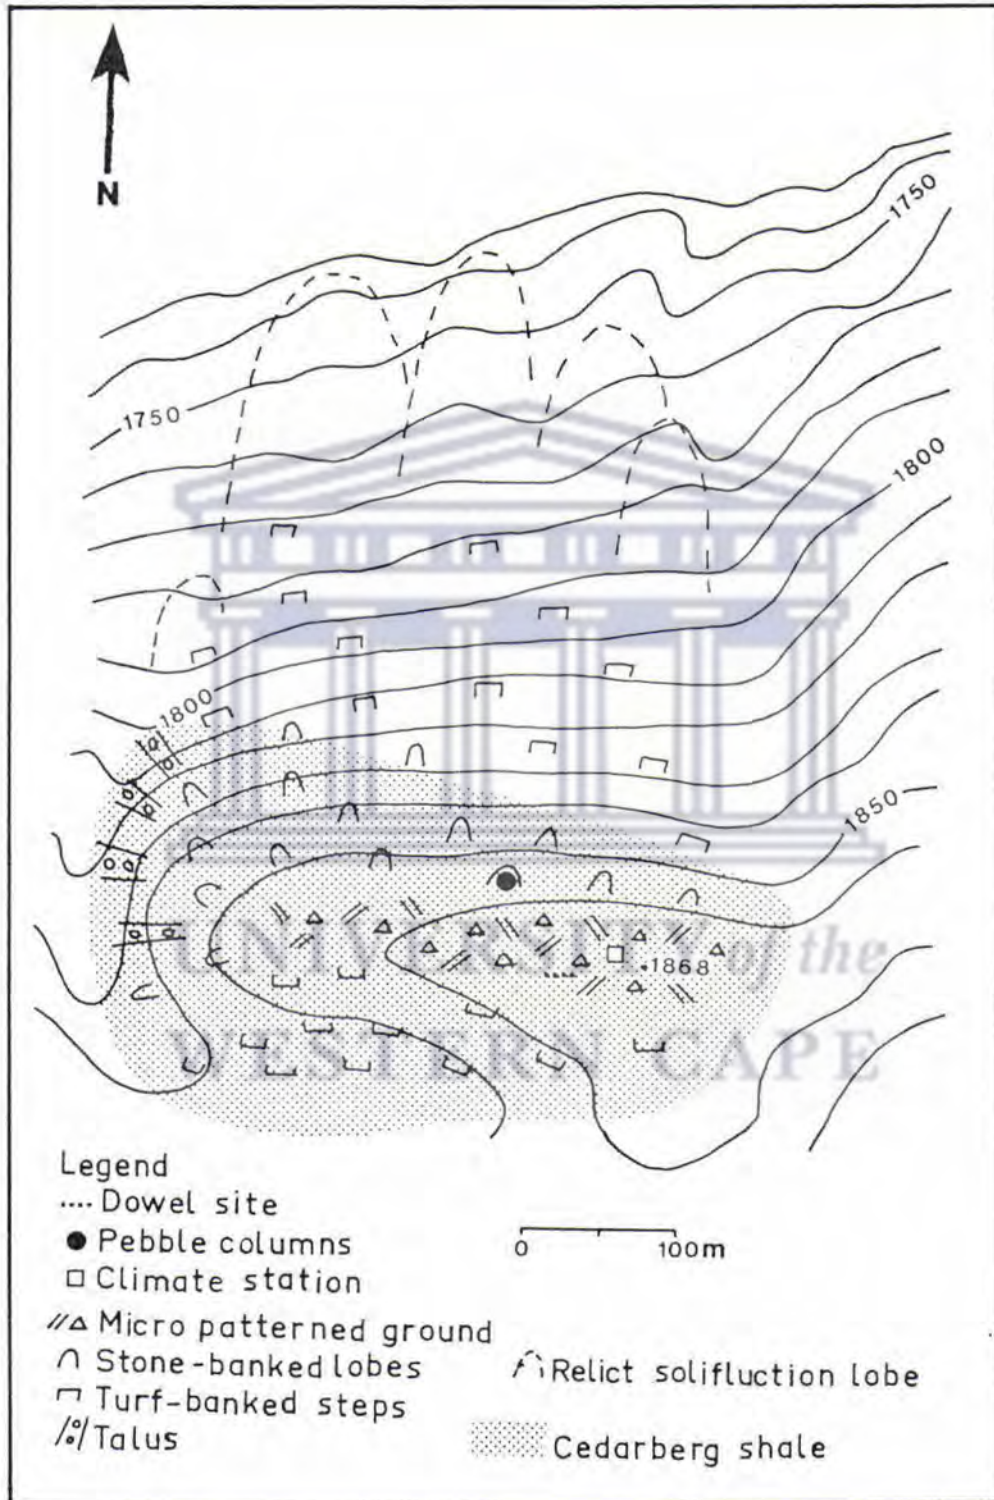 N
1750
1750
1800
1800
1850
.1868
UNIVERSITY of the
WESTERN CAPE
Legend
Dowel site
Pebble columns
Climate station
Micro patterned ground
Stone-banked lobes
Turf-banked steps
Talus
0 100m
Relict solifluction lobe
Cedarberg shale